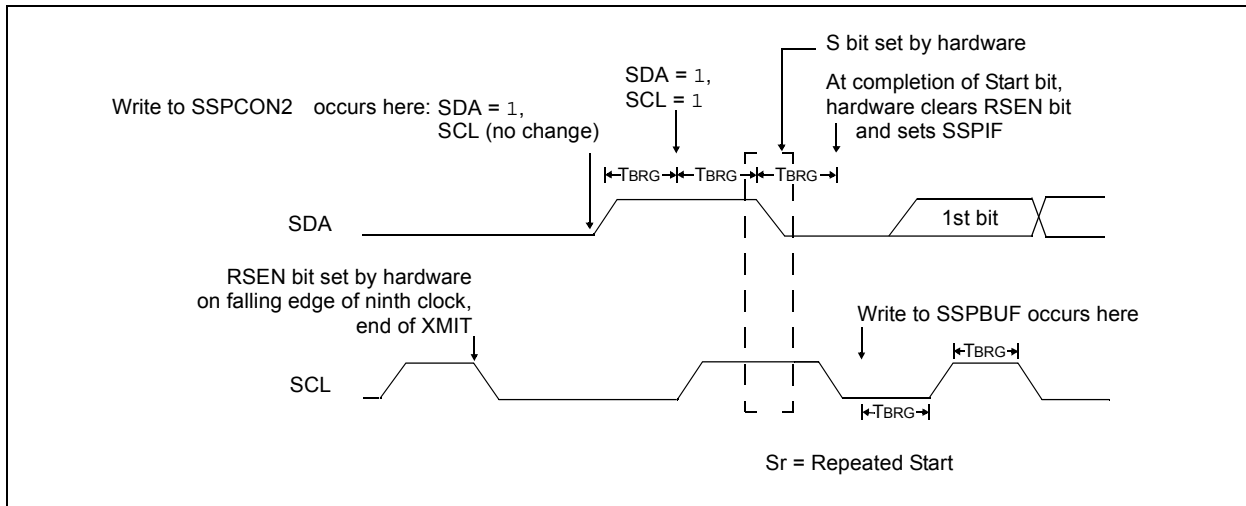 S bit set by hardware
SDA = 1,
SCL = 1
At completion of Start bit,
hardware clears RSEN bit
and sets SSPIF
Write to SSPCON2 occurs here: SDA = 1,
SCL (no change)
TBRG TBRG TBRG
SDA
1st bit
RSEN bit set by hardware
on falling edge of ninth clock,
end of XMIT
Write to SSPBUF occurs here
TBRG
SCL
TBRG
Sr = Repeated Start